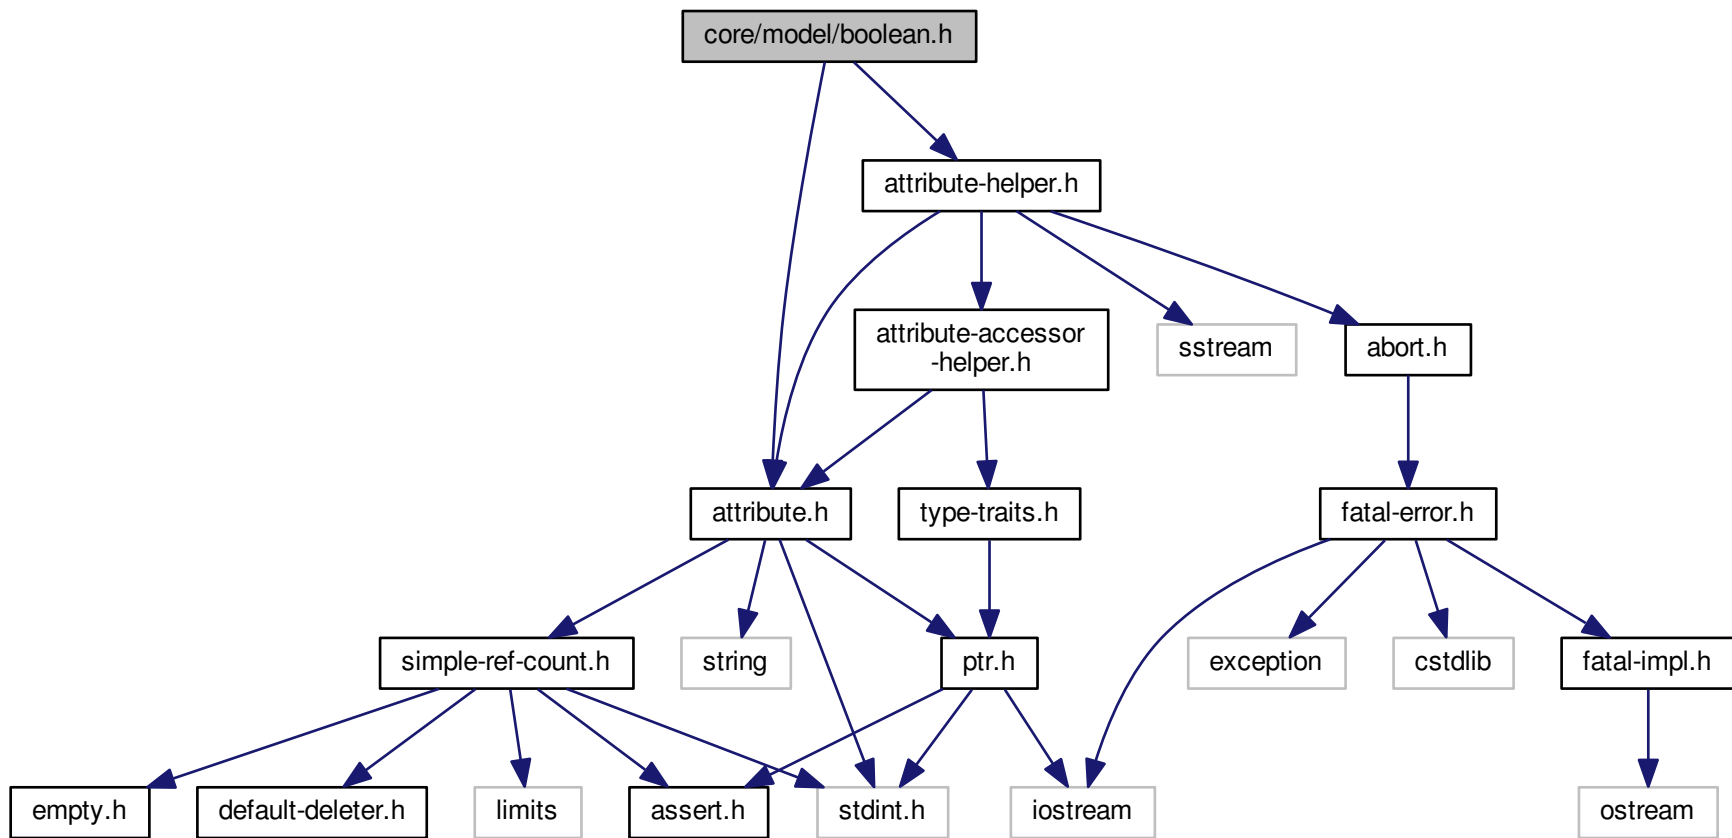 core/model/boolean.h
attribute-helper.h
attribute-accessor
-helper.h
sstream
abort.h
attribute.h
type-traits.h
fatal-error.h
simple-ref-count.h
string
ptr.h
exception
cstdlib
fatal-impl.h
empty.h
default-deleter.h
limits
assert.h
stdint.h
iostream
ostream